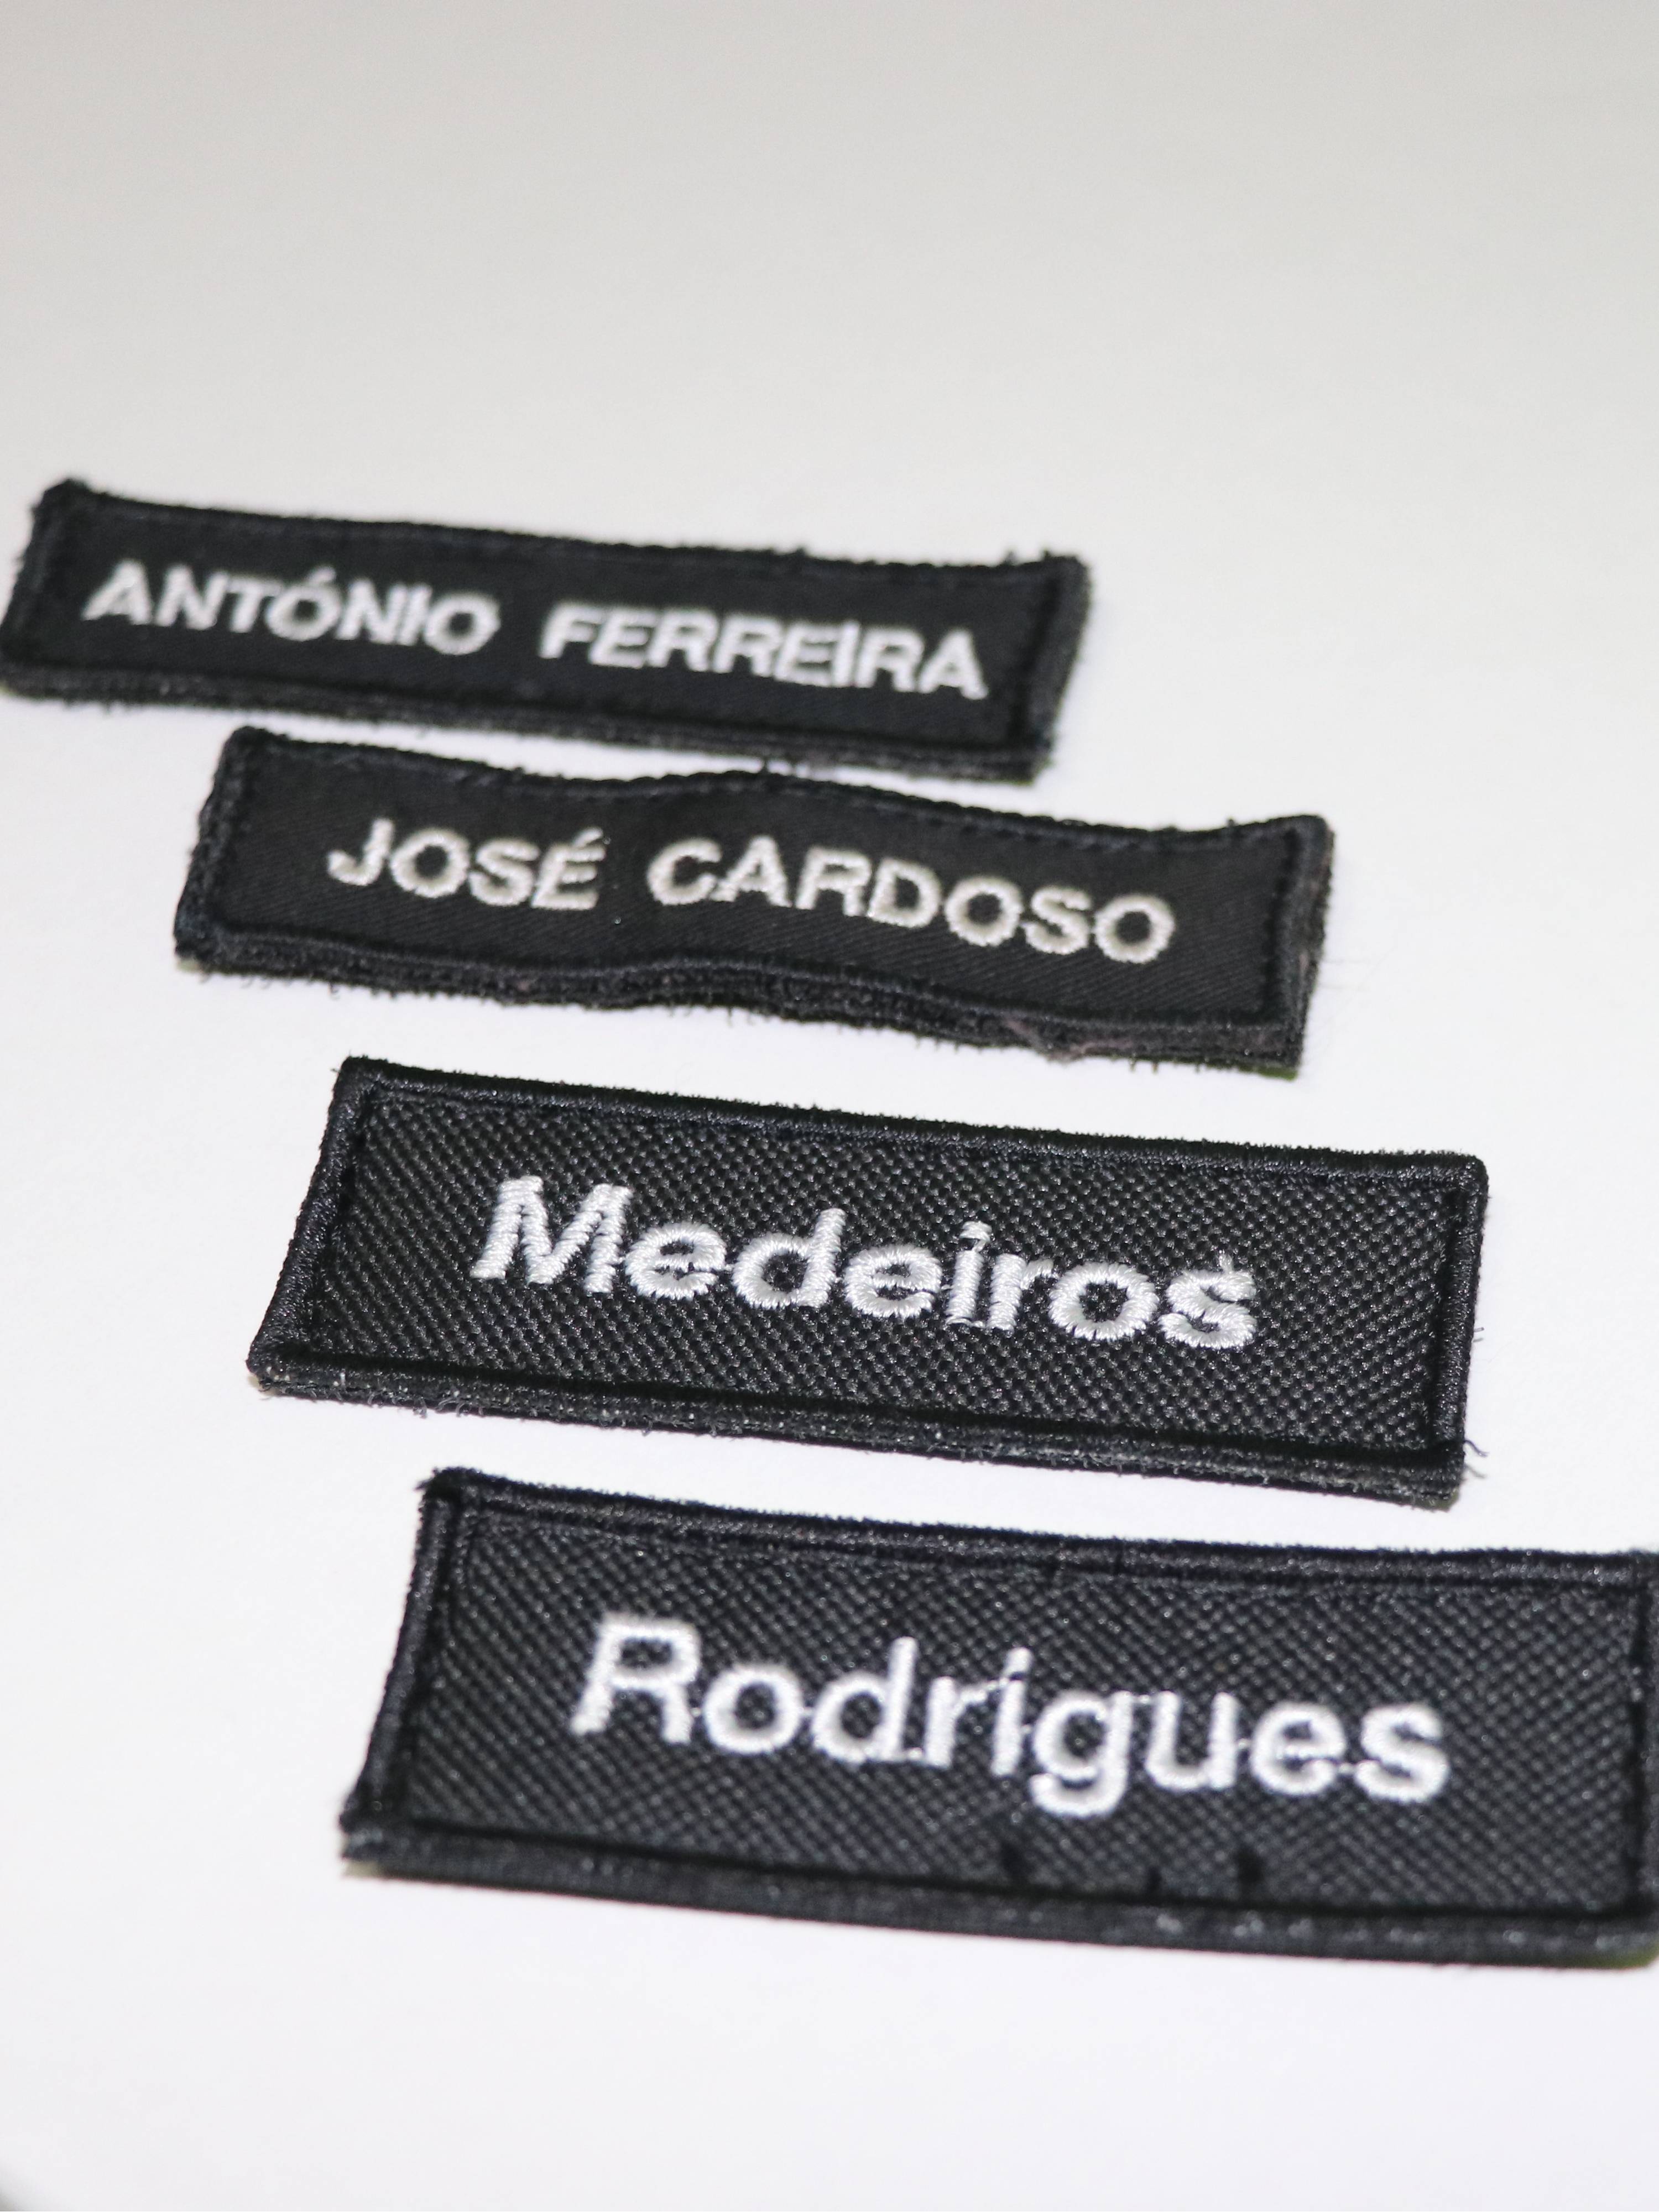 ANTÓNIO FERREIRA
JOSÉ CARDOSO
Medeiros
Rodrigues